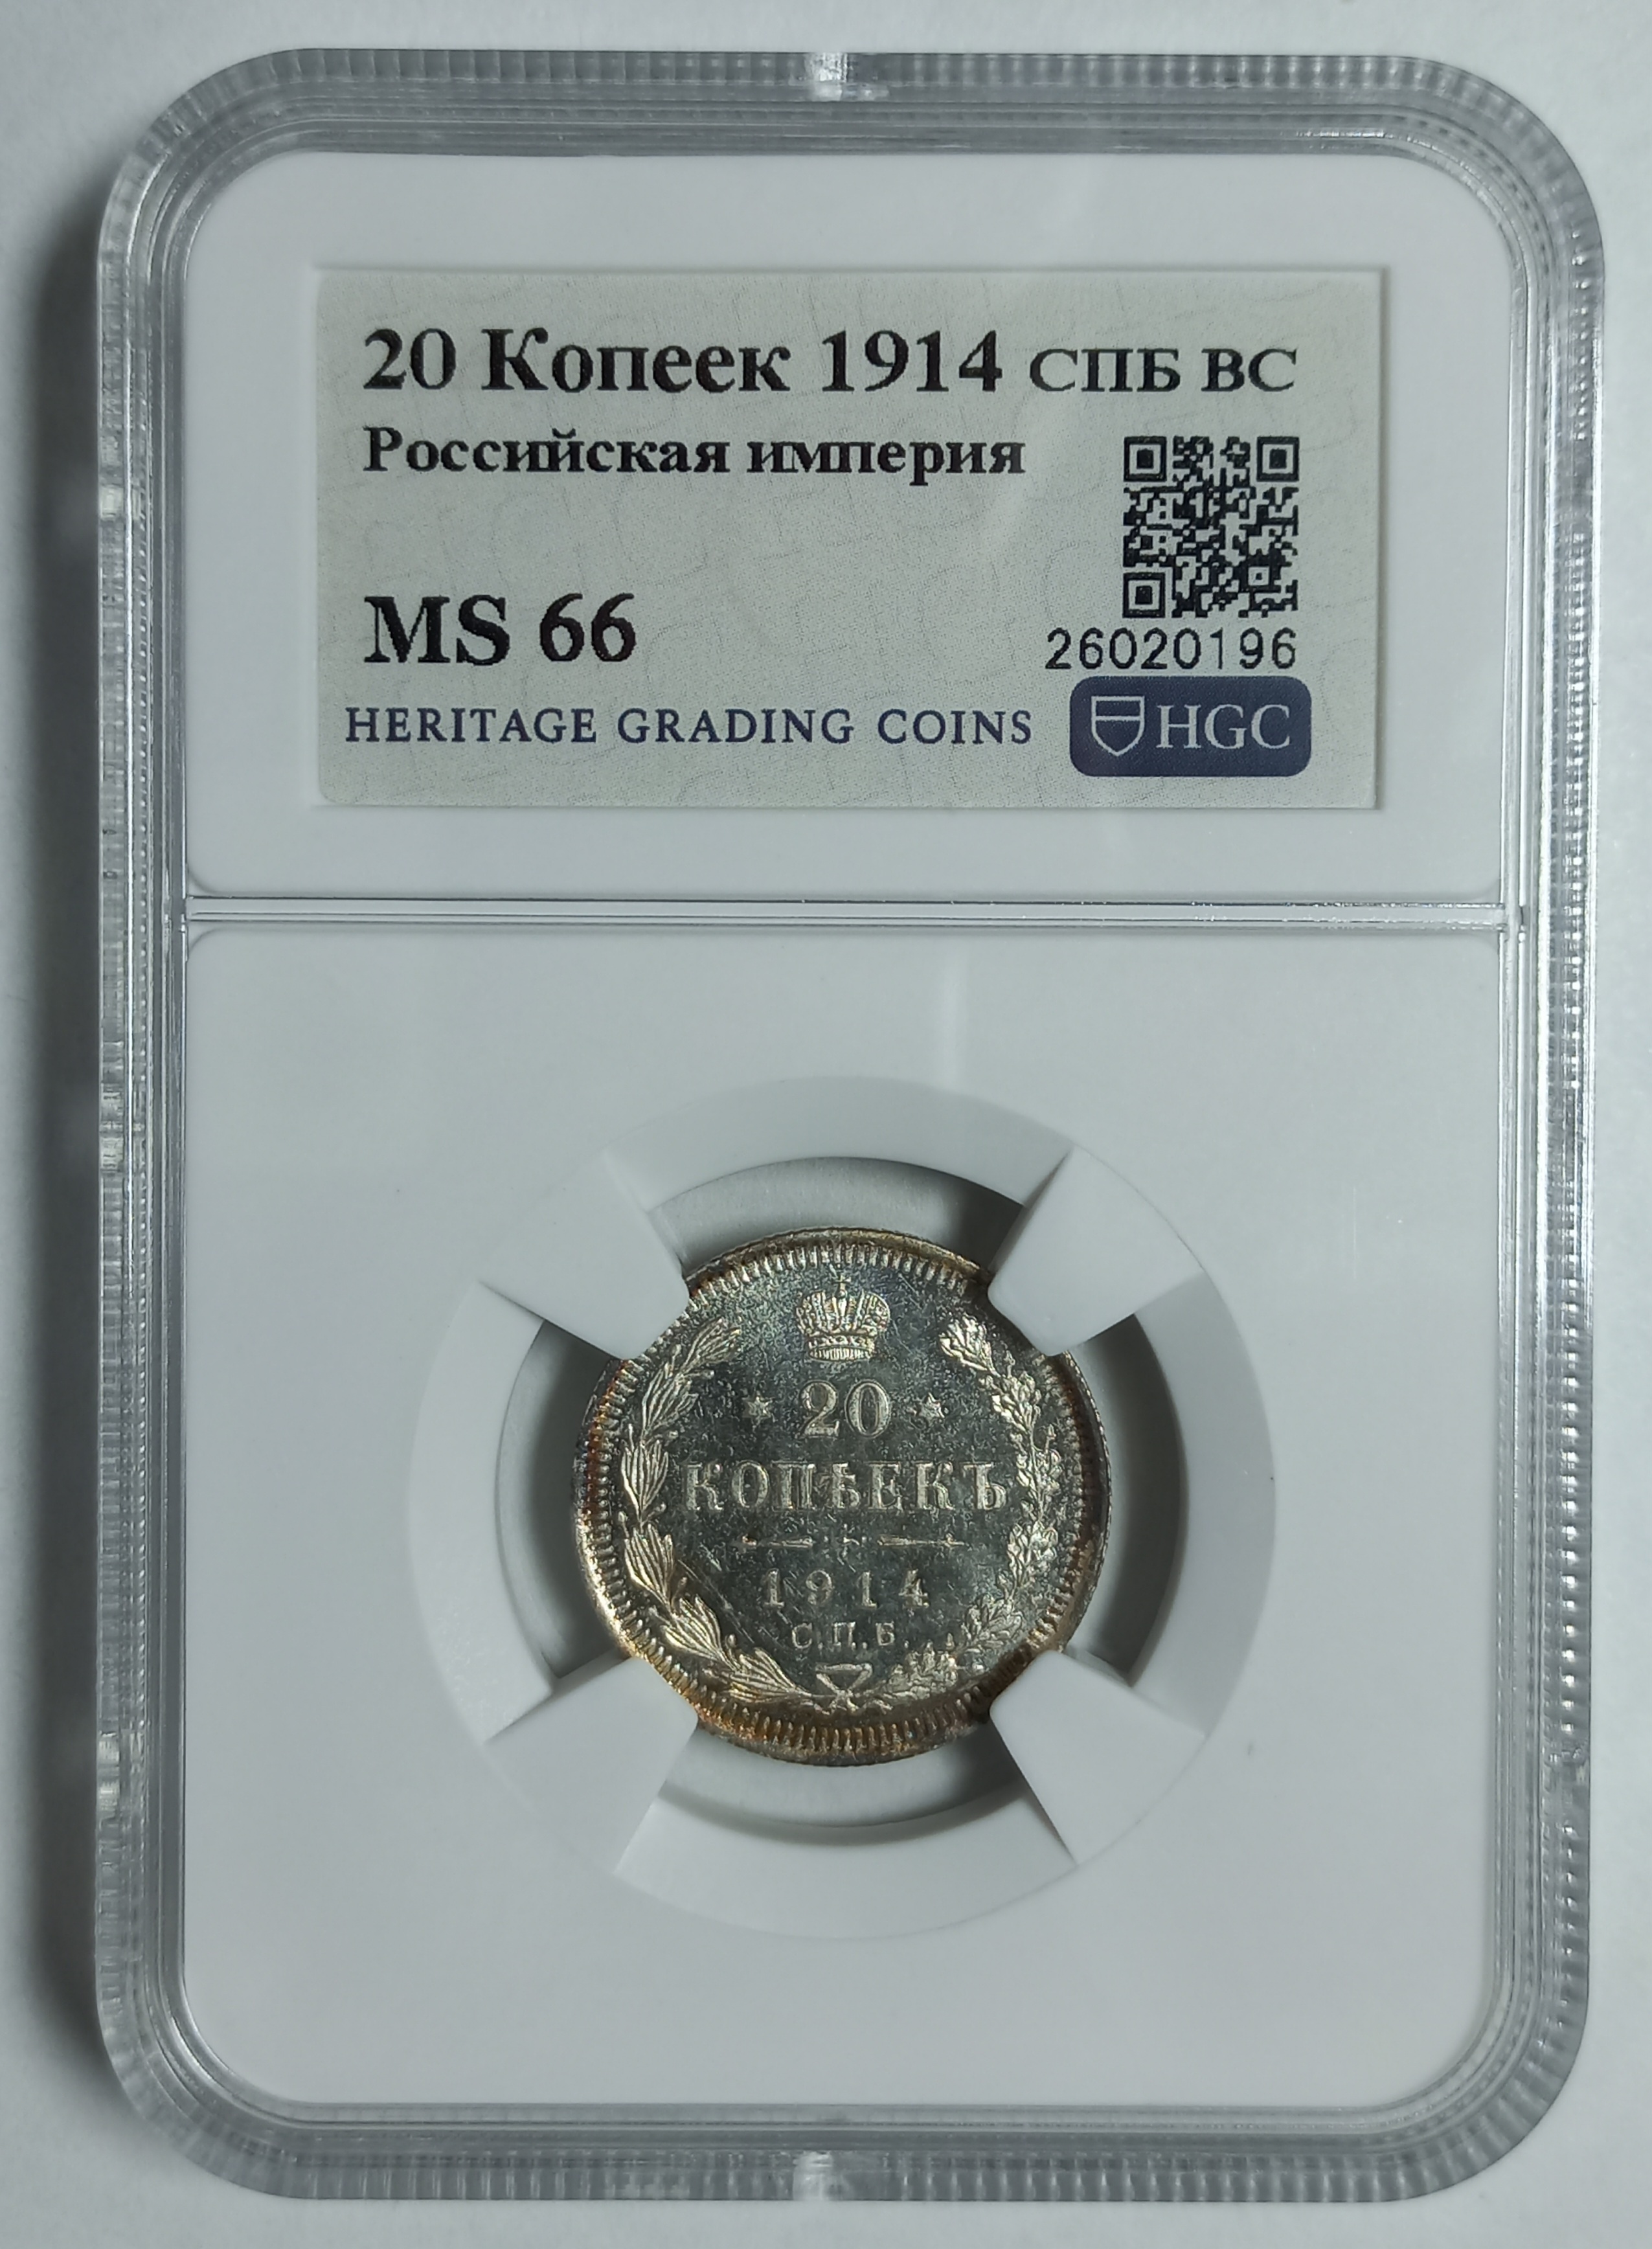 20 Копеек 1914 СПБ ВС
Российская империя
MS 66
26020196
HERITAGE GRADING COINS HGC
20
КОПѢЕКЪ
1914
С.П.Б.